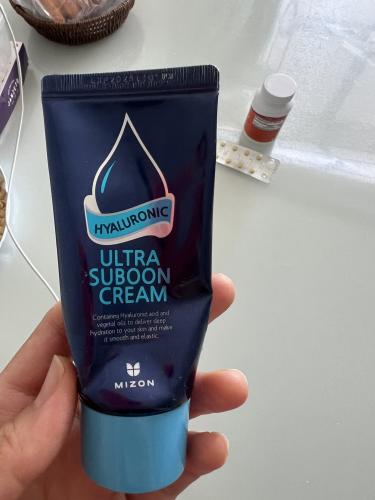 HYALURONIC
ULTRA
SUBOON
CREAM
Containing Hyaluronic acid and
vegetal oils to deliver deep
hydration to your skin and make
it smooth and elastic.
MIZON